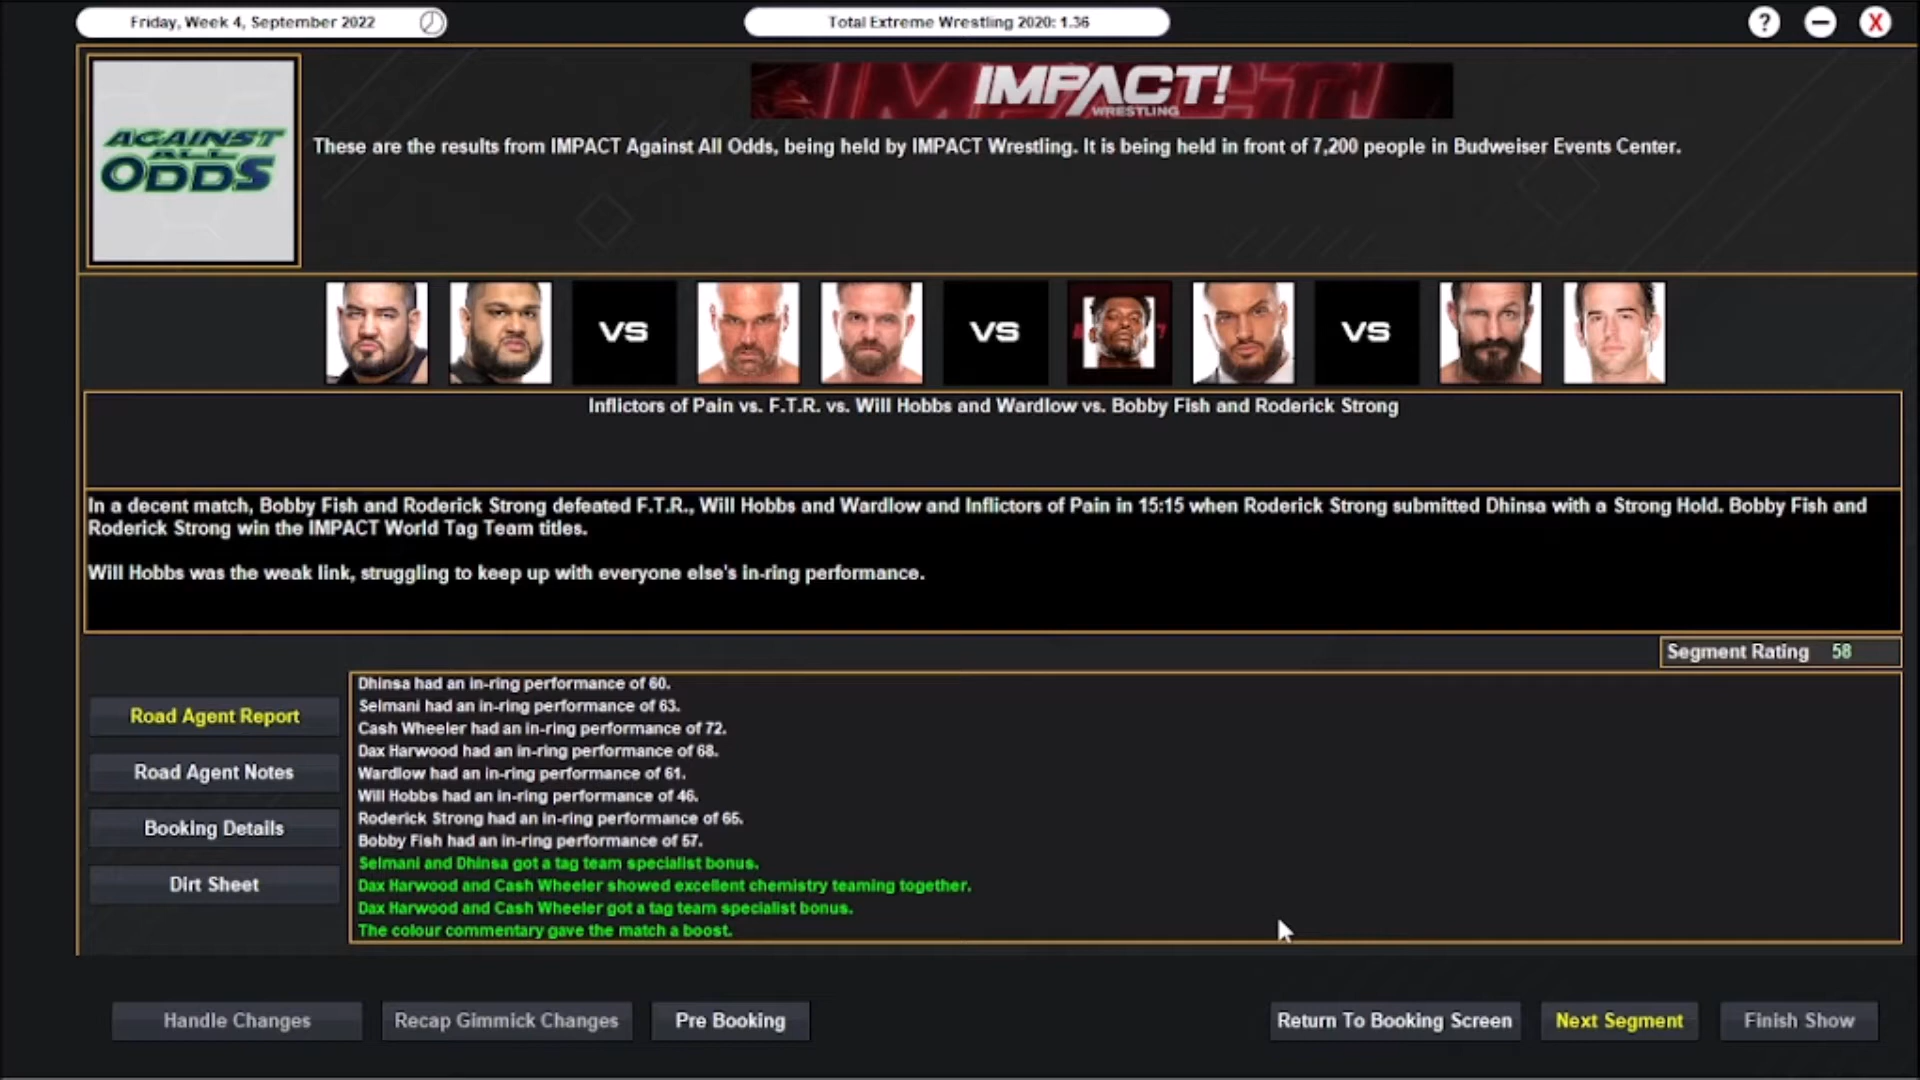 Friday, Week 4, September 2022
Total Extreme Wrestling 2020: 1.36
?
X
AGAINST
ALL
ODDS
IMPACT!
WRESTLING
These are the results from IMPACT Against All Odds, being held by IMPACT Wrestling. It is being held in front of 7,200 people in Budweiser Events Center.
VS
VS
VS
Inflictors of Pain vs. F.T.R. vs. Will Hobbs and Wardlow vs. Bobby Fish and Roderick Strong
In a decent match, Bobby Fish and Roderick Strong defeated F.T.R., Will Hobbs and Wardlow and Inflictors of Pain in 15:15 when Roderick Strong submitted Dhinsa with a Strong Hold. Bobby Fish and
Roderick Strong win the IMPACT World Tag Team titles.
Will Hobbs was the weak link, struggling to keep up with everyone else's in-ring performance.
Segment Rating 58
Road Agent Report
Road Agent Notes
Booking Details
Dirt Sheet
Dhinsa had an in-ring performance of 60.
Selmani had an in-ring performance of 63.
Cash Wheeler had an in-ring performance of 72.
Dax Harwood had an in-ring performance of 68.
Wardlow had an in-ring performance of 61.
Will Hobbs had an in-ring performance of 46.
Roderick Strong had an in-ring performance of 65.
Bobby Fish had an in-ring performance of 57.
Selmani and Dhinsa got a tag team specialist bonus.
Dax Harwood and Cash Wheeler showed excellent chemistry teaming together.
Dax Harwood and Cash Wheeler got a tag team specialist bonus.
The colour commentary gave the match a boost.
Handle Changes
Recap Gimmick Changes
Pre Booking
Return To Booking Screen
Next Segment
Finish Show